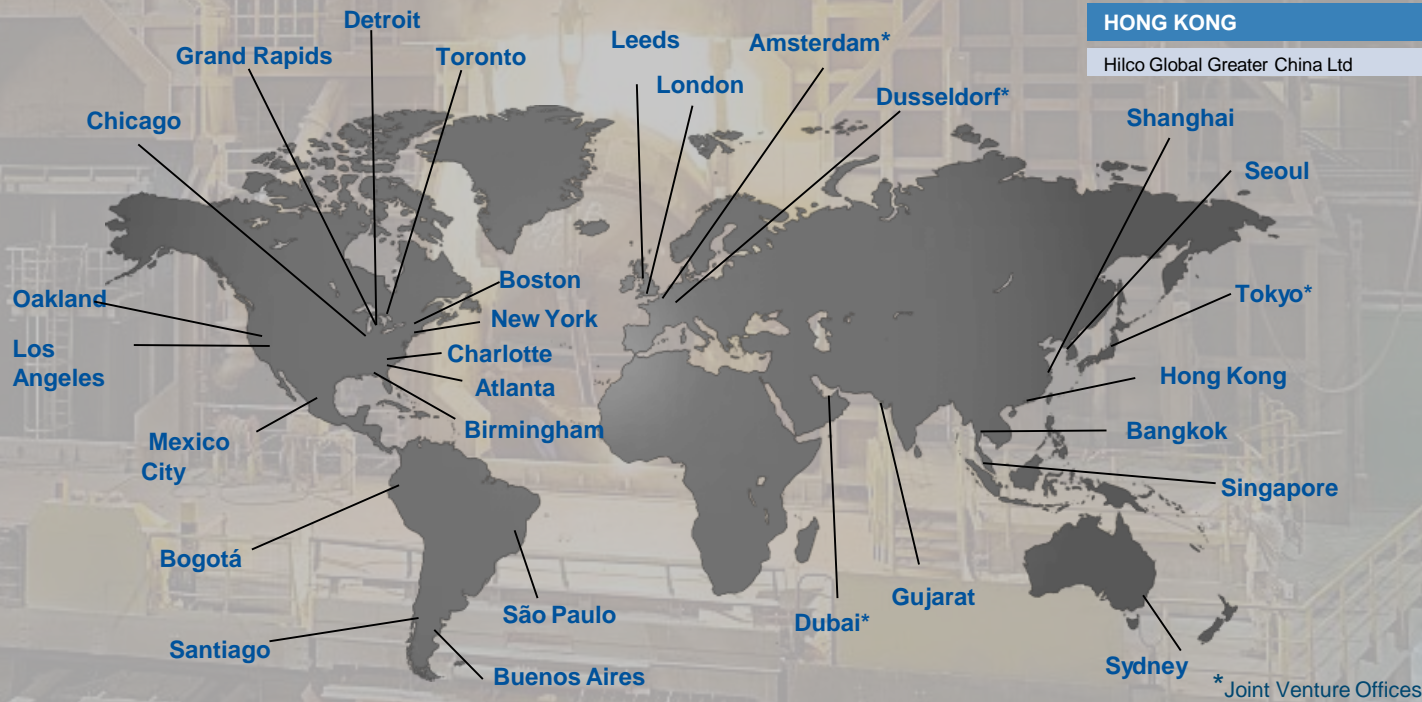 HONG KONG
Hilco Global Greater China Ltd
Detroit
Grand Rapids
Toronto
Leeds
Amsterdam*
London
Dusseldorf*
Chicago
Shanghai
Seoul
Boston
Oakland
New York
Tokyo*
Los
Angeles
Charlotte
Atlanta
Hong Kong
Birmingham
Bangkok
Mexico
City
Singapore
Bogotá
Gujarat
São Paulo
Dubai*
Santiago
Buenos Aires
Sydney
*Joint Venture Offices